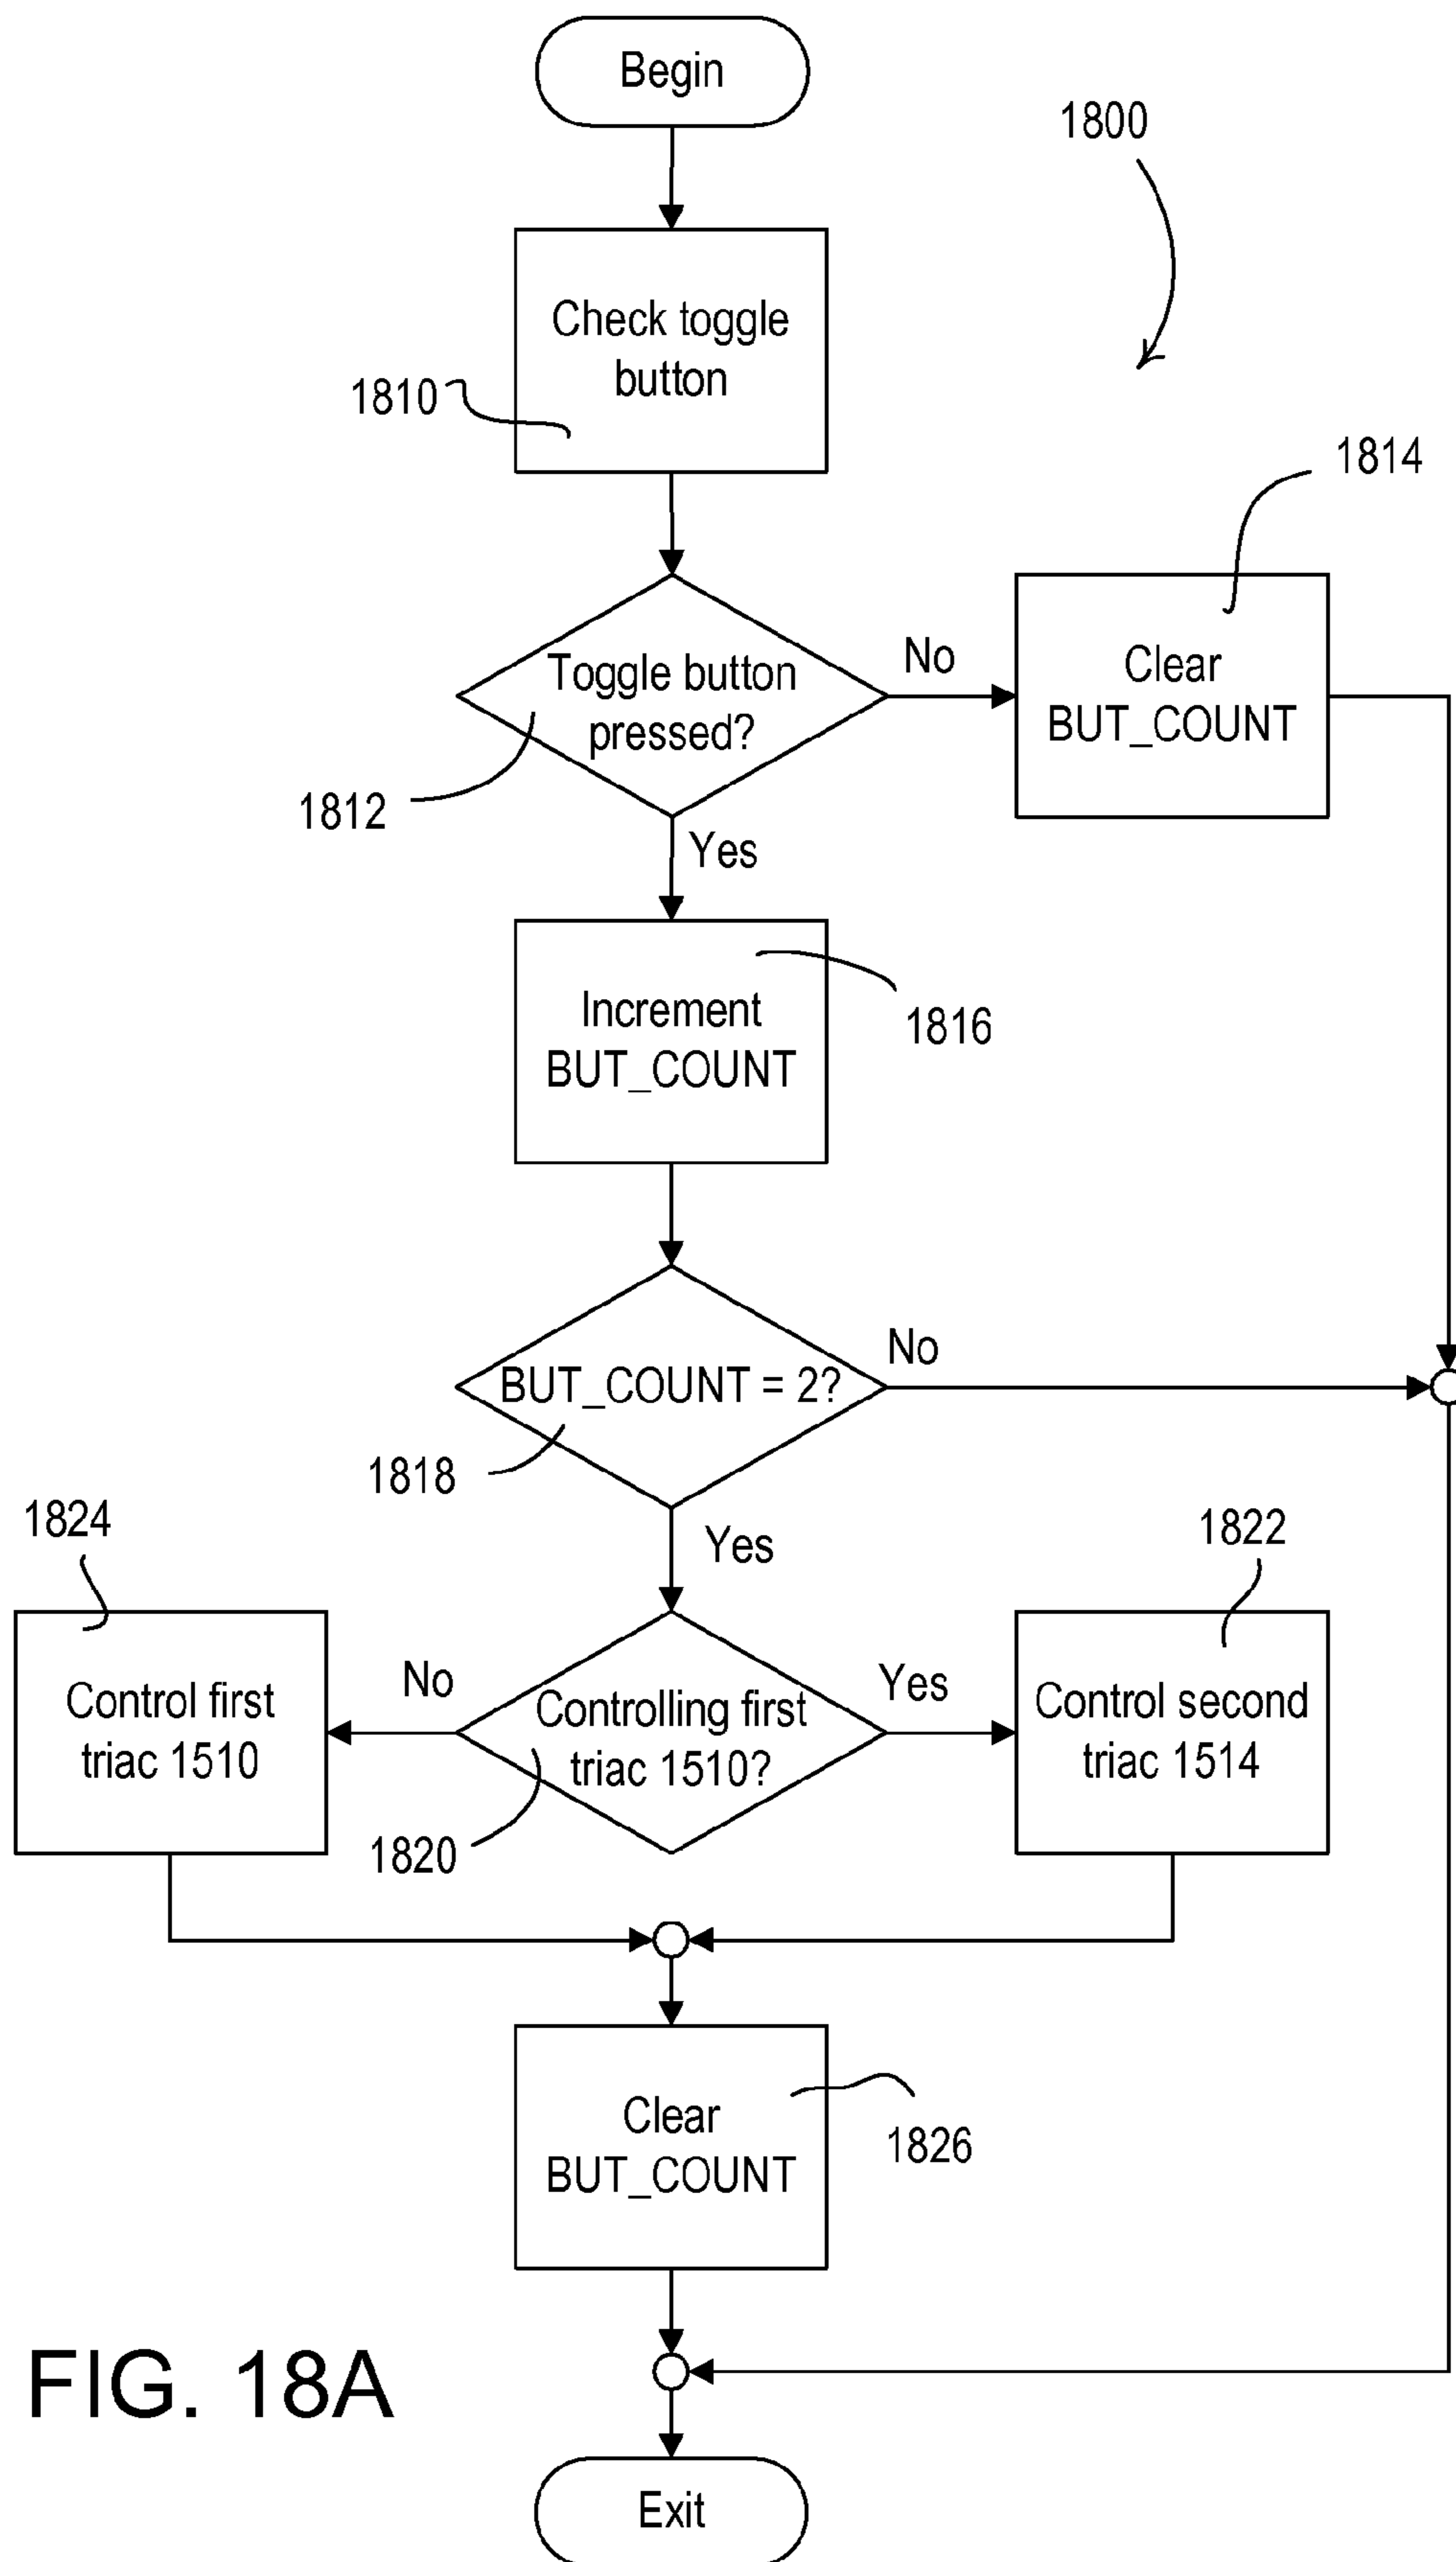 Begin
1800
Check toggle
button
1810
1814
Toggle button
pressed?
No
Clear
BUT_COUNT
1812
Yes
Increment
BUT_COUNT
1816
BUT_COUNT = 2?
No
1818
Yes
1824
1822
Control first
triac 1510
No
Controlling first
triac 1510?
Yes
Control second
triac 1514
1820
Clear
BUT_COUNT
1826
FIG. 18A
Exit